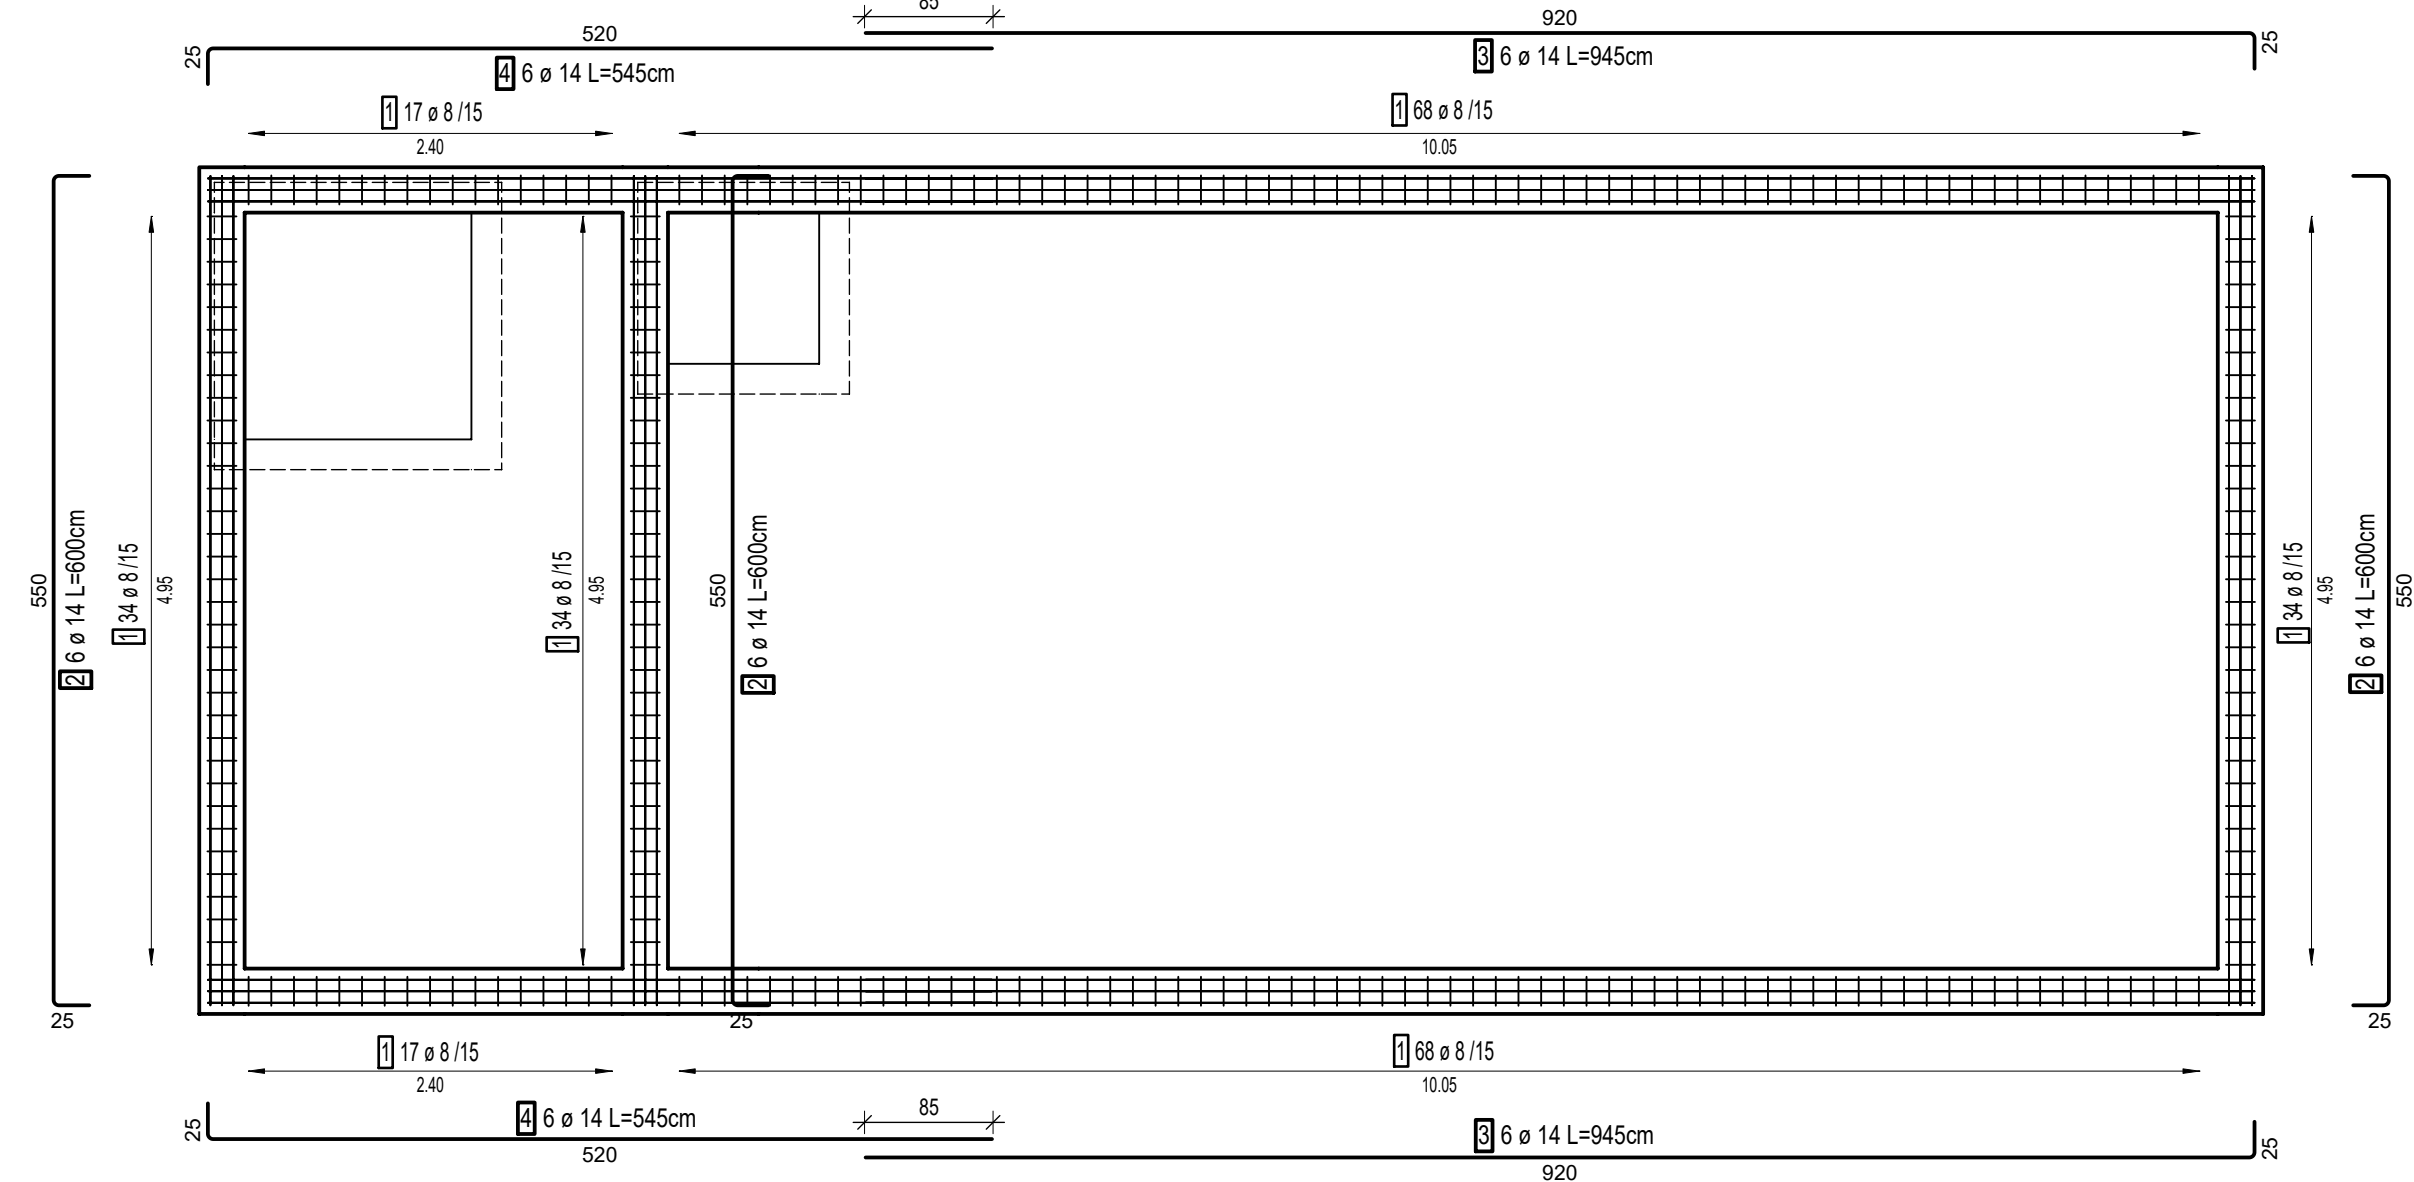 85
920
520
25
25
3 6 ø 14 L=945cm
4 6 ø 14 L=545cm
1 17 ø 8 /15
1 68 ø 8 /15
2.40
10.05
550
2 6 ø 14 L=600cm
1 34 ø 8 /15
4.95
1 34 ø 8 /15
4.95
550
2 6 ø 14 L=600cm
1 34 ø 8 /15
4.95
2 6 ø 14 L=600cm
550
25
25
25
1 17 ø 8 /15
1 68 ø 8 /15
2.40
10.05
85
4 6 ø 14 L=545cm
3 6 ø 14 L=945cm
25
25
520
920